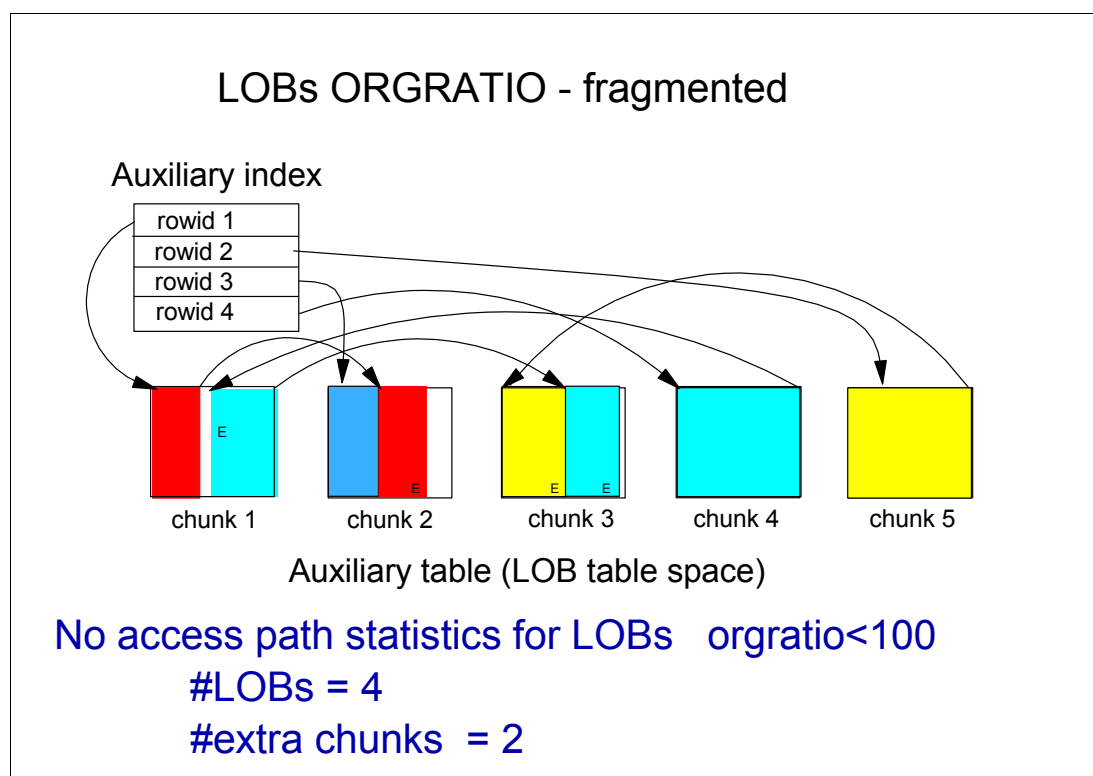 LOBs ORGRATIO - fragmented
Auxiliary index
rowid 1
rowid 2
rowid 3
rowid 4
E
E
E
E
chunk 1
chunk 2
chunk 3
chunk 4
chunk 5
Auxiliary table (LOB table space)
No access path statistics for LOBs orgratio<100
#LOBs = 4
#extra chunks = 2